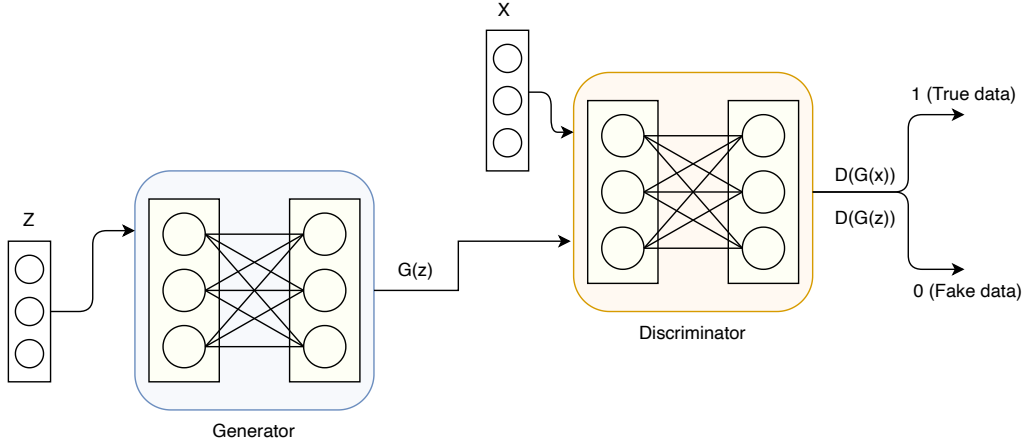 X
1 (True data)
D(G(x))
Z
D(G(z))
G(z)
0 (Fake data)
Discriminator
Generator